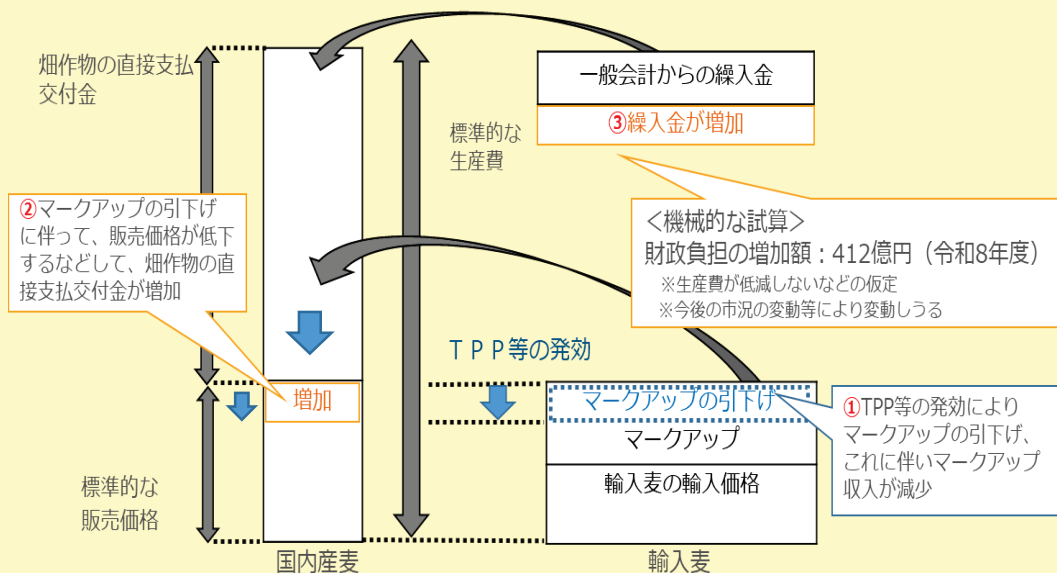 畑作物の直接支払
交付金
標準的な
生産費
一般会計からの繰入金
③繰入金が増加
②マークアップの引下げ
に伴って、販売価格が低下
するなどして、畑作物の直
接支払交付金が増加
＜機械的な試算＞
財政負担の増加額：412億円（令和8年度）
※生産費が低減しないなどの仮定
※今後の市況の変動等により変動しうる
ＴＰＰ等の発効
増加
マークアップの引下げ
マークアップ
輸入麦の輸入価格
①TPP等の発効により
マークアップの引下げ、
これに伴いマークアップ
収入が減少
標準的な
販売価格
国内産麦
輸入麦